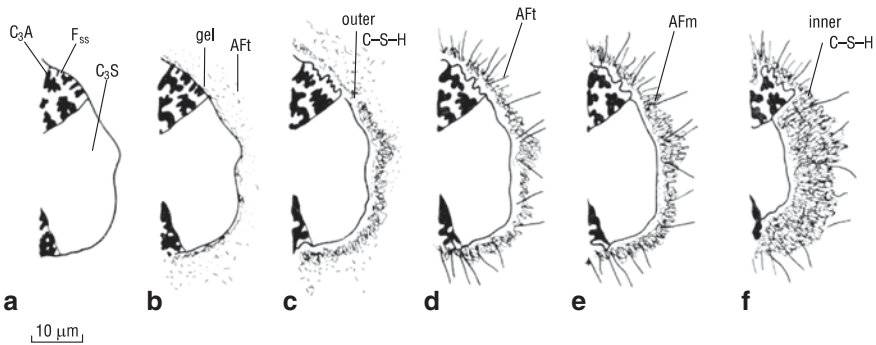 C₃A
Fss
C₃S
gel
AFt
outer
C–S–H
AFt
AFm
inner
C–S–H
a
b
c
d
e
f
10 μm